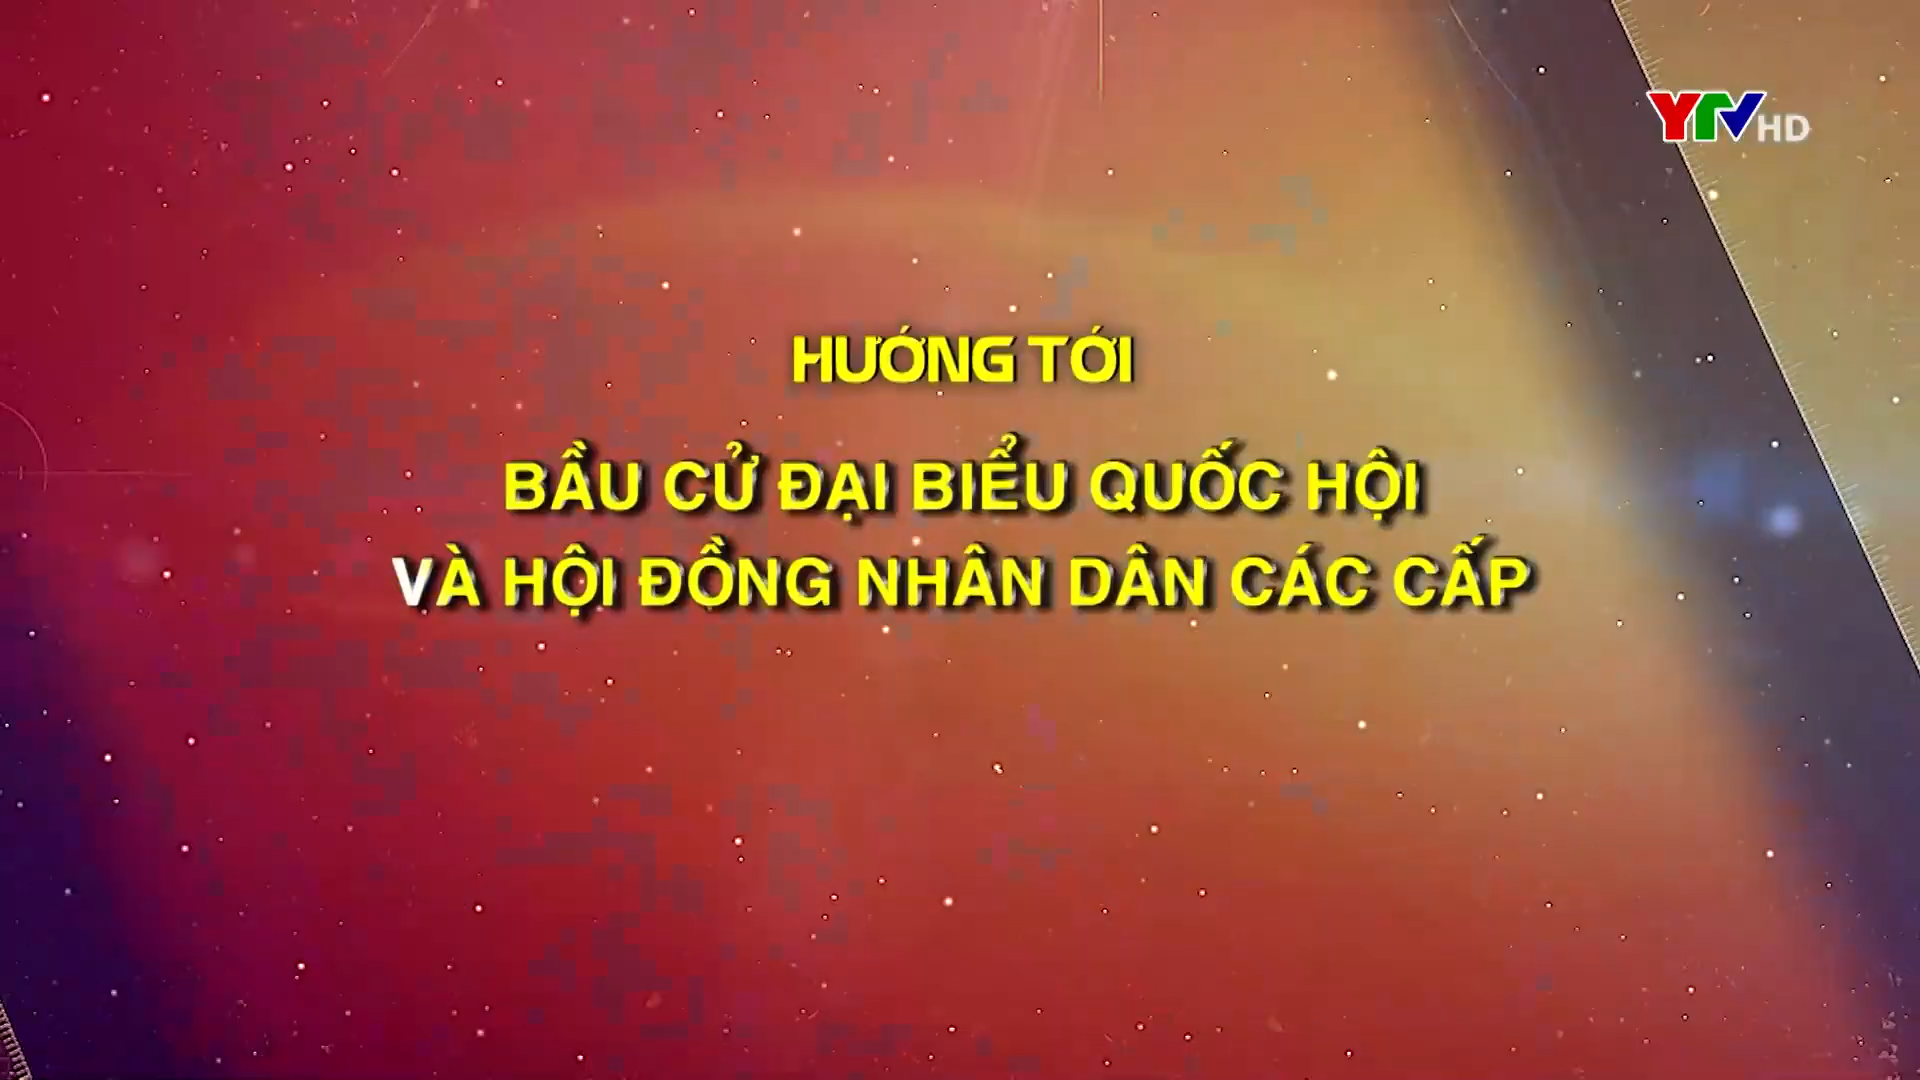 YTV HD
HƯỚNG TỚI
BẦU CỬ ĐẠI BIỂU QUỐC HỘI
VÀ HỘI ĐỒNG NHÂN DÂN CÁC CẤP